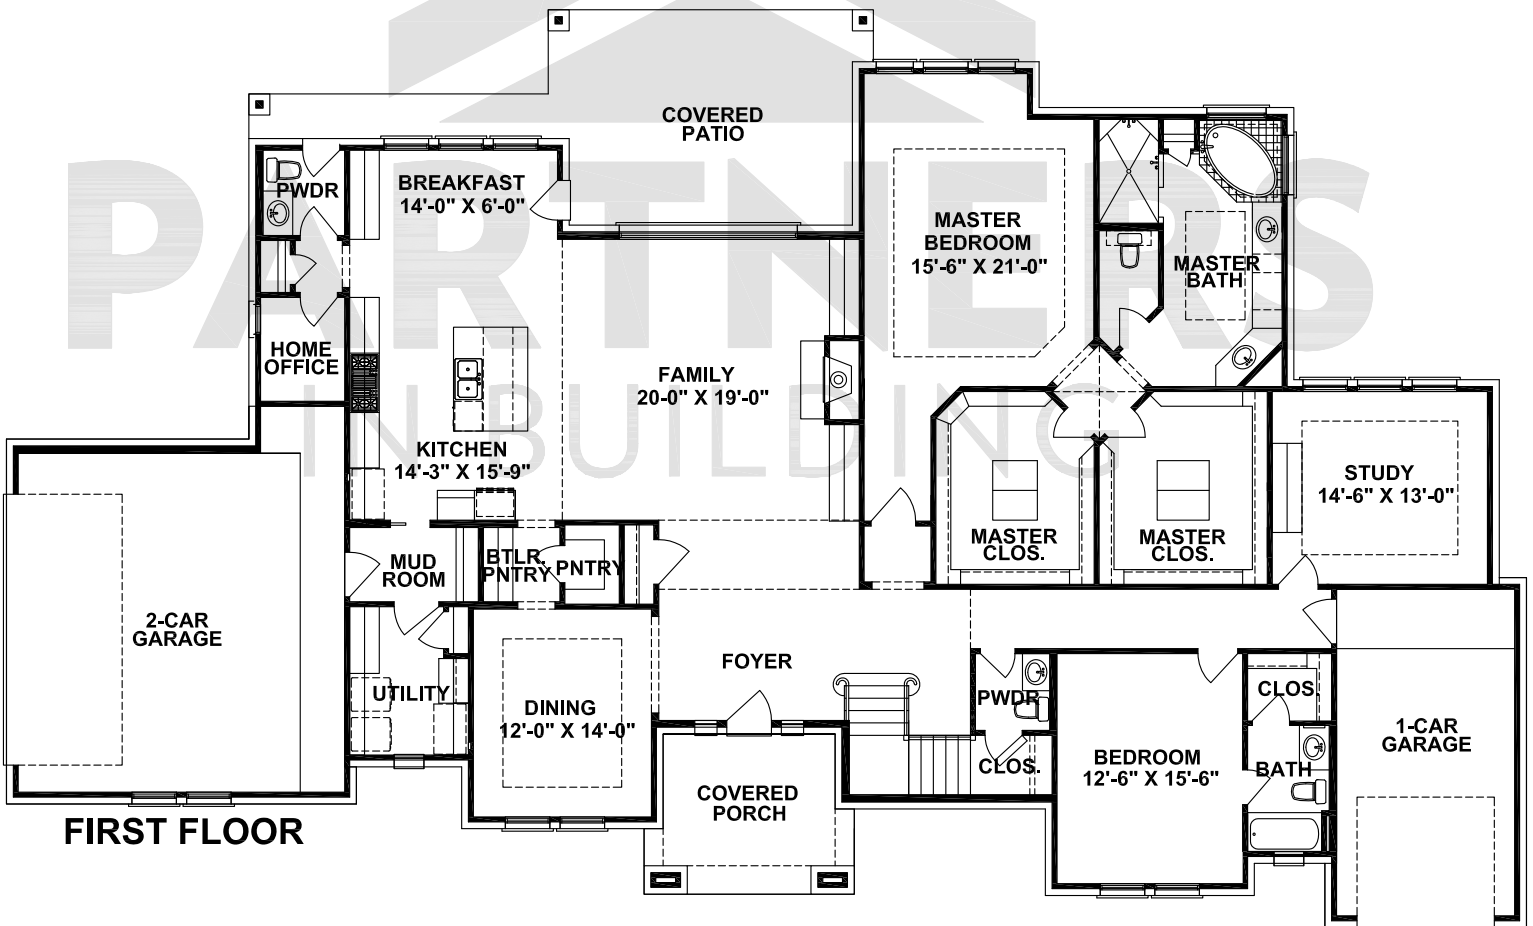 PARTNERS
IN BUILDING
COVERED
PATIO
PWDR
BREAKFAST
14'-0" X 6'-0"
MASTER
BEDROOM
15'-6" X 21'-0"
MASTER
BATH
HOME
OFFICE
FAMILY
20-0" X 19'-0"
KITCHEN
14'-3" X 15'-9"
STUDY
14'-6" X 13'-0"
MASTER
CLOS.
MASTER
CLOS.
MUD
ROOM
BTLR.
PNTRY
PNTRY
2-CAR
GARAGE
FOYER
UTILITY
DINING
12'-0" X 14'-0"
PWDR
CLOS.
CLOS.
BEDROOM
12'-6" X 15'-6"
BATH
1-CAR
GARAGE
COVERED
PORCH
FIRST FLOOR